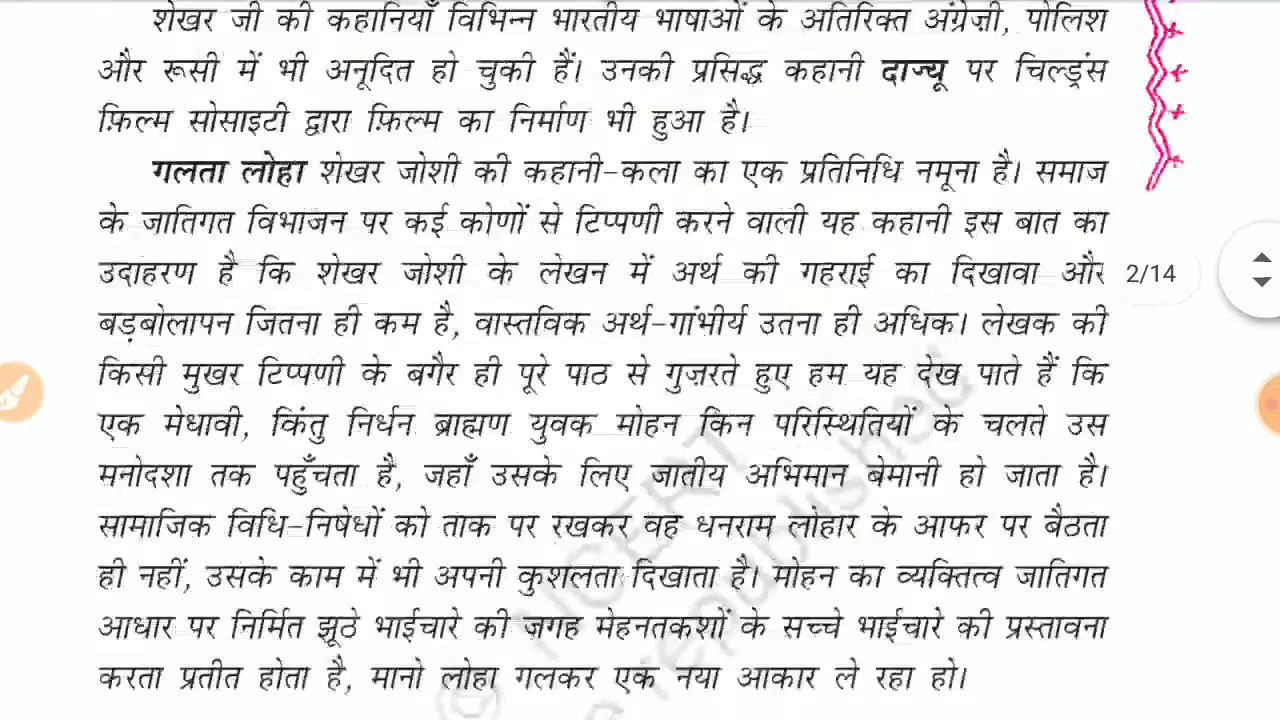 शेखर जी की कहानियाँ विभिन्न भारतीय भाषाओं के अतिरिक्त अंग्रेज़ी, पोलिश
और रूसी में भी अनूदित हो चुकी हैं। उनकी प्रसिद्ध कहानी दाज्यू पर चिल्ड्रंस
फ़िल्म सोसाइटी द्वारा फ़िल्म का निर्माण भी हुआ है।
गलता लोहा शेखर जोशी की कहानी-कला का एक प्रतिनिधि नमूना है। समाज
के जातिगत विभाजन पर कई कोणों से टिप्पणी करने वाली यह कहानी इस बात का
उदाहरण है कि शेखर जोशी के लेखन में अर्थ की गहराई का दिखावा और
2/14
बड़बोलापन जितना ही कम है, वास्तविक अर्थ-गांभीर्य उतना ही अधिक। लेखक की
किसी मुखर टिप्पणी के बगैर ही पूरे पाठ से गुज़रते हुए हम यह देख पाते हैं कि
एक मेधावी, किंतु निर्धन ब्राह्मण युवक मोहन किन परिस्थितियों के चलते उस
मनोदशा तक पहुँचता है, जहाँ उसके लिए जातीय अभिमान बेमानी हो जाता है।
सामाजिक विधि-निषेधों को ताक पर रखकर वह धनराम लोहार के आफर पर बैठता
ही नहीं, उसके काम में भी अपनी कुशलता दिखाता है। मोहन का व्यक्तित्व जातिगत
आधार पर निर्मित झूठे भाईचारे की जगह मेहनतकशों के सच्चे भाईचारे की प्रस्तावना
करता प्रतीत होता है, मानो लोहा गलकर एक नया आकार ले रहा हो।
© NCERT
republished